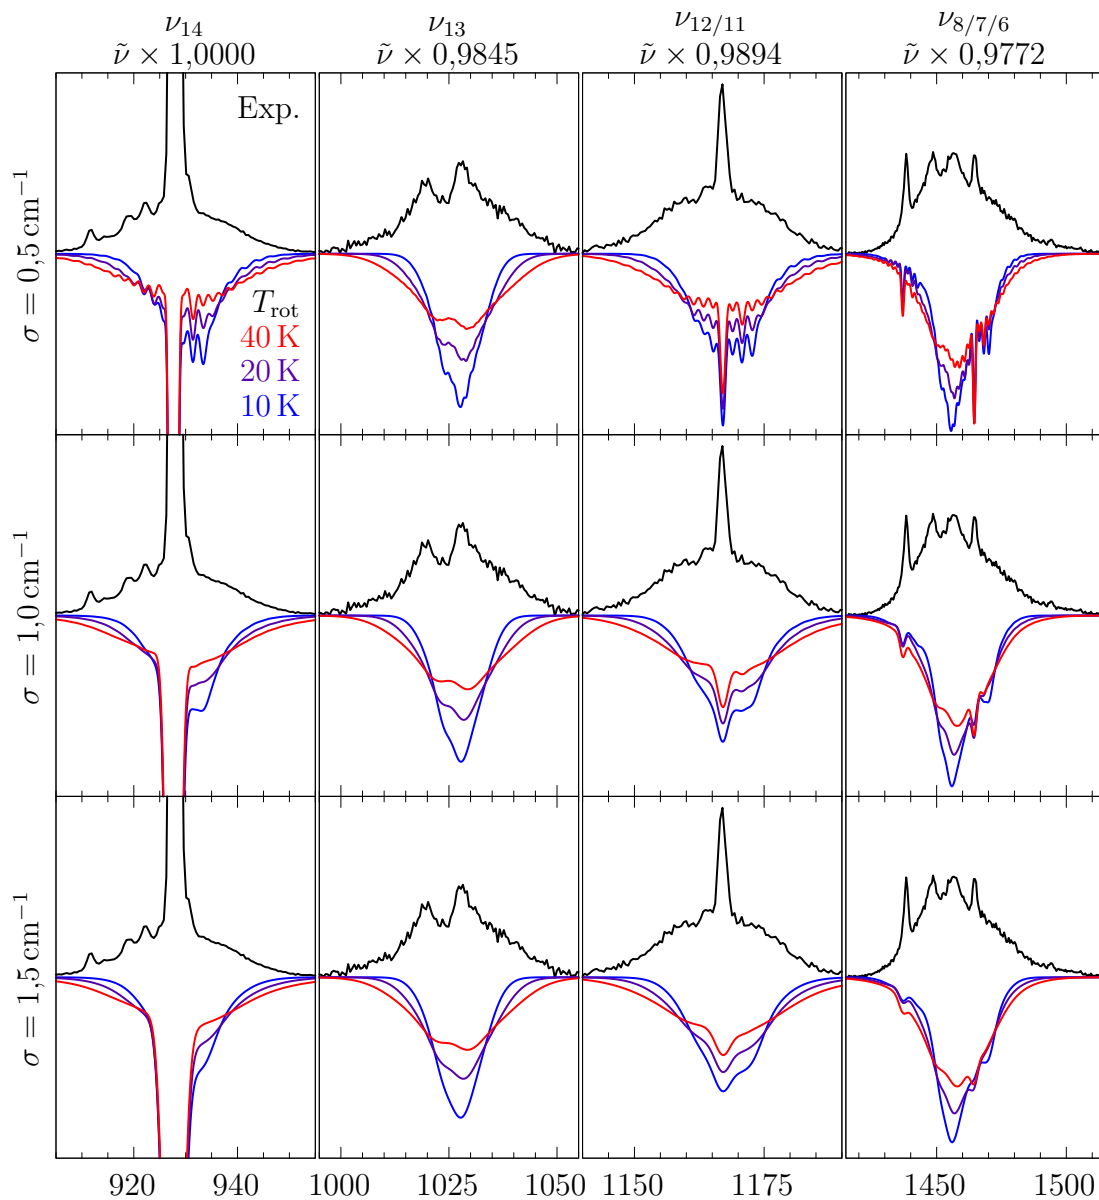 ν₁₄ ν₁₃ ν₁₂/₁₁ ν₈/₇/₆
ν̃ × 1,0000 ν̃ × 0,9845 ν̃ × 0,9894 ν̃ × 0,9772
Exp.
σ = 0,5 cm⁻¹
T_rot
40 K
20 K
10 K
σ = 1,0 cm⁻¹
σ = 1,5 cm⁻¹
920 940 1000 1025 1050 1150 1175 1450 1500